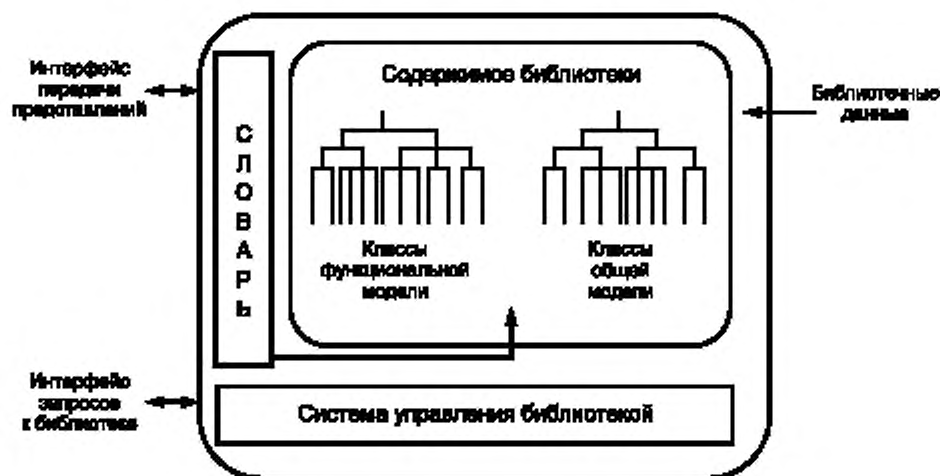 Интерфейс
передачи
представлений
СЛОВАРЬ
Содержимое библиотеки
Классы
функциональной
модели
Классы
общей
модели
Библиотечные
данные
Интерфейс
запросов
к библиотеке
Система управления библиотекой